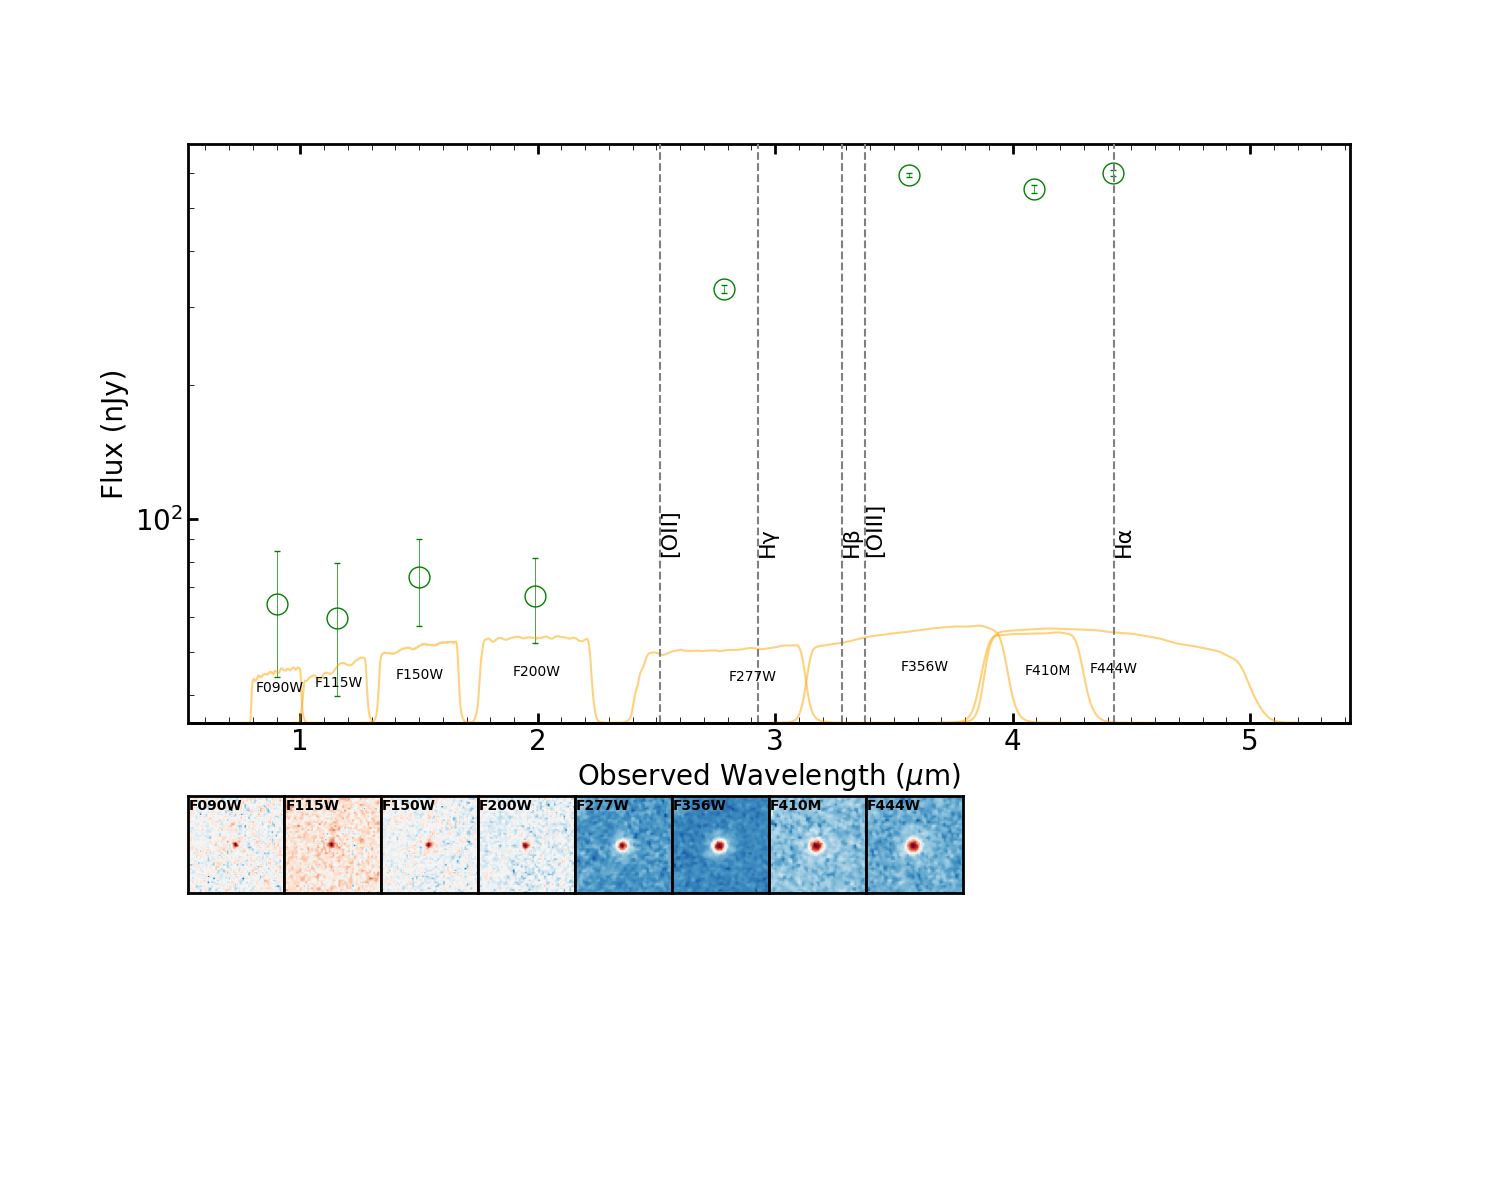 Flux (nJy)
10²
[OII]
Hγ
Hβ
[OIII]
Hα
F090W
F115W
F150W
F200W
F277W
F356W
F410M
F444W
1
2
3
4
5
Observed Wavelength (μm)
F090W
F115W
F150W
F200W
F277W
F356W
F410M
F444W